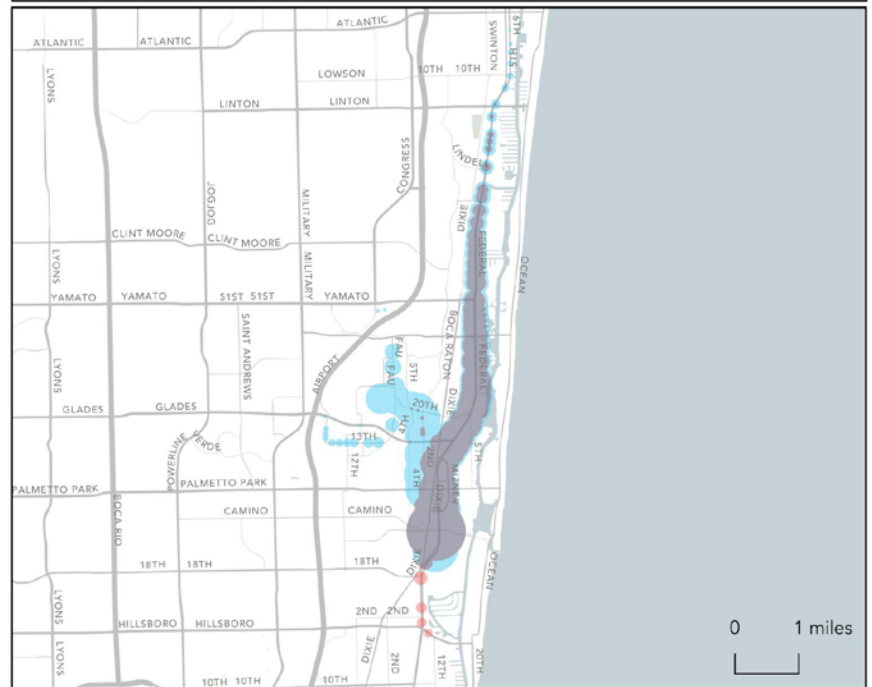 ATLANTIC
SWINTON
5TH
ATLANTIC
ATLANTIC
5TH
LYONS
LOWSON
10TH 10TH
LINTON
LINTON
CONGRESS
LINDELL
JOG JOG
MILITARY
DIXIE
CLINT MOORE
CLINT MOORE
FEDERAL
LYONS
MILITARY
OCEAN
YAMATO
YAMATO
51ST 51ST
YAMATO
SAINT ANDREWS
BOCA RATON
FAU
FEDERAL
LYONS
AIRPORT
FAU
5TH
DIXIE
GLADES
GLADES
20TH
4TH
POWERLINE
VERDE
13TH
12TH
2ND
5TH
4TH
MIZNER
DIXIE
PALMETTO PARK
PALMETTO PARK
BOCA RIO
CAMINO
CAMINO
18TH
18TH
18TH
DIXIE
OCEAN
LYONS
2ND 2ND
HILLSBORO
HILLSBORO
0 1 miles
LYONS
DIXIE
2ND
12TH
20TH
10TH 10TH
10TH